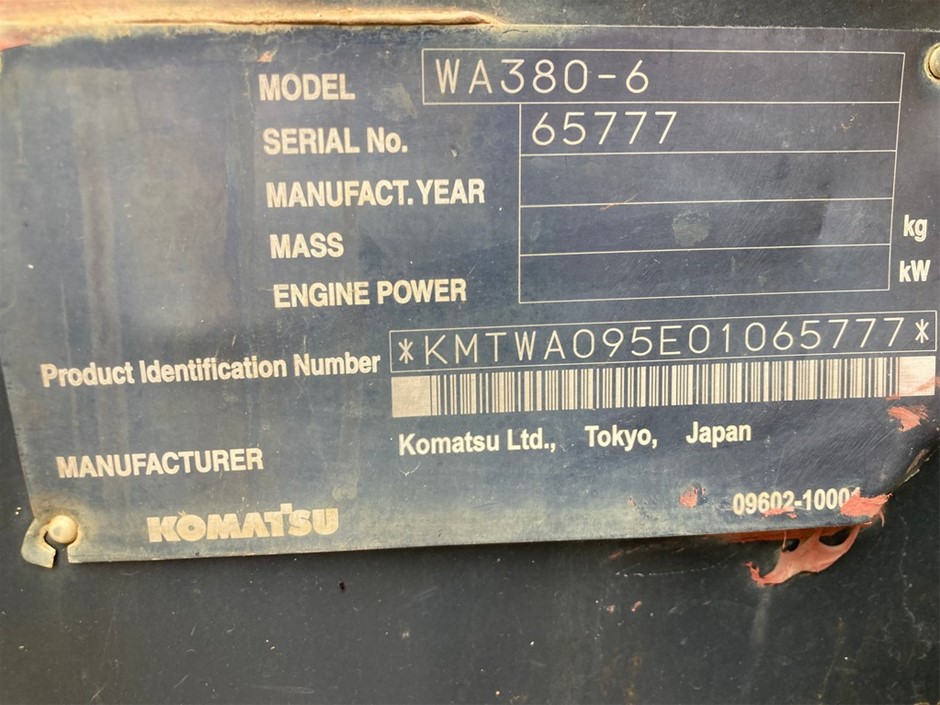 MODEL WA380-6
SERIAL No. 65777
MANUFACT. YEAR
MASS kg
ENGINE POWER kW
Product Identification Number *KMTWA095E01065777*
MANUFACTURER Komatsu Ltd., Tokyo, Japan
KOMATSU